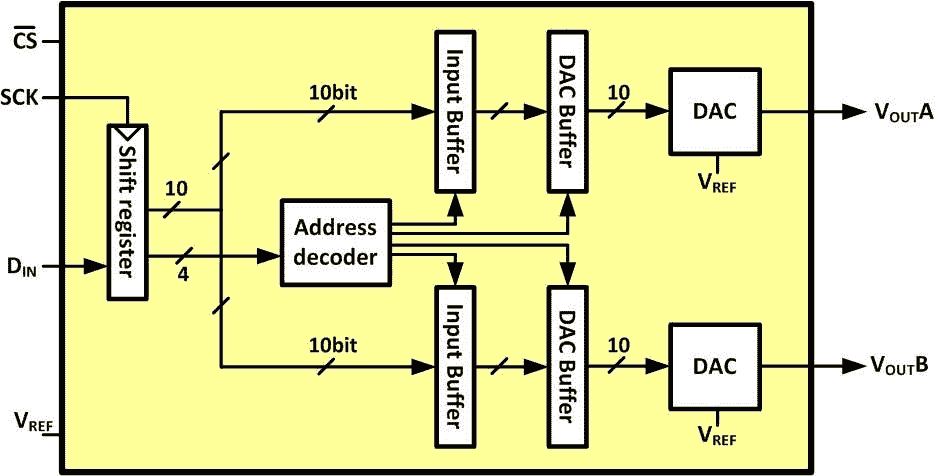 CS
SCK
DIN
VREF
Shift register
10
4
10bit
10bit
Address
decoder
Input Buffer
DAC Buffer
10
DAC
VREF
VOUTA
Input Buffer
DAC Buffer
10
DAC
VREF
VOUTB